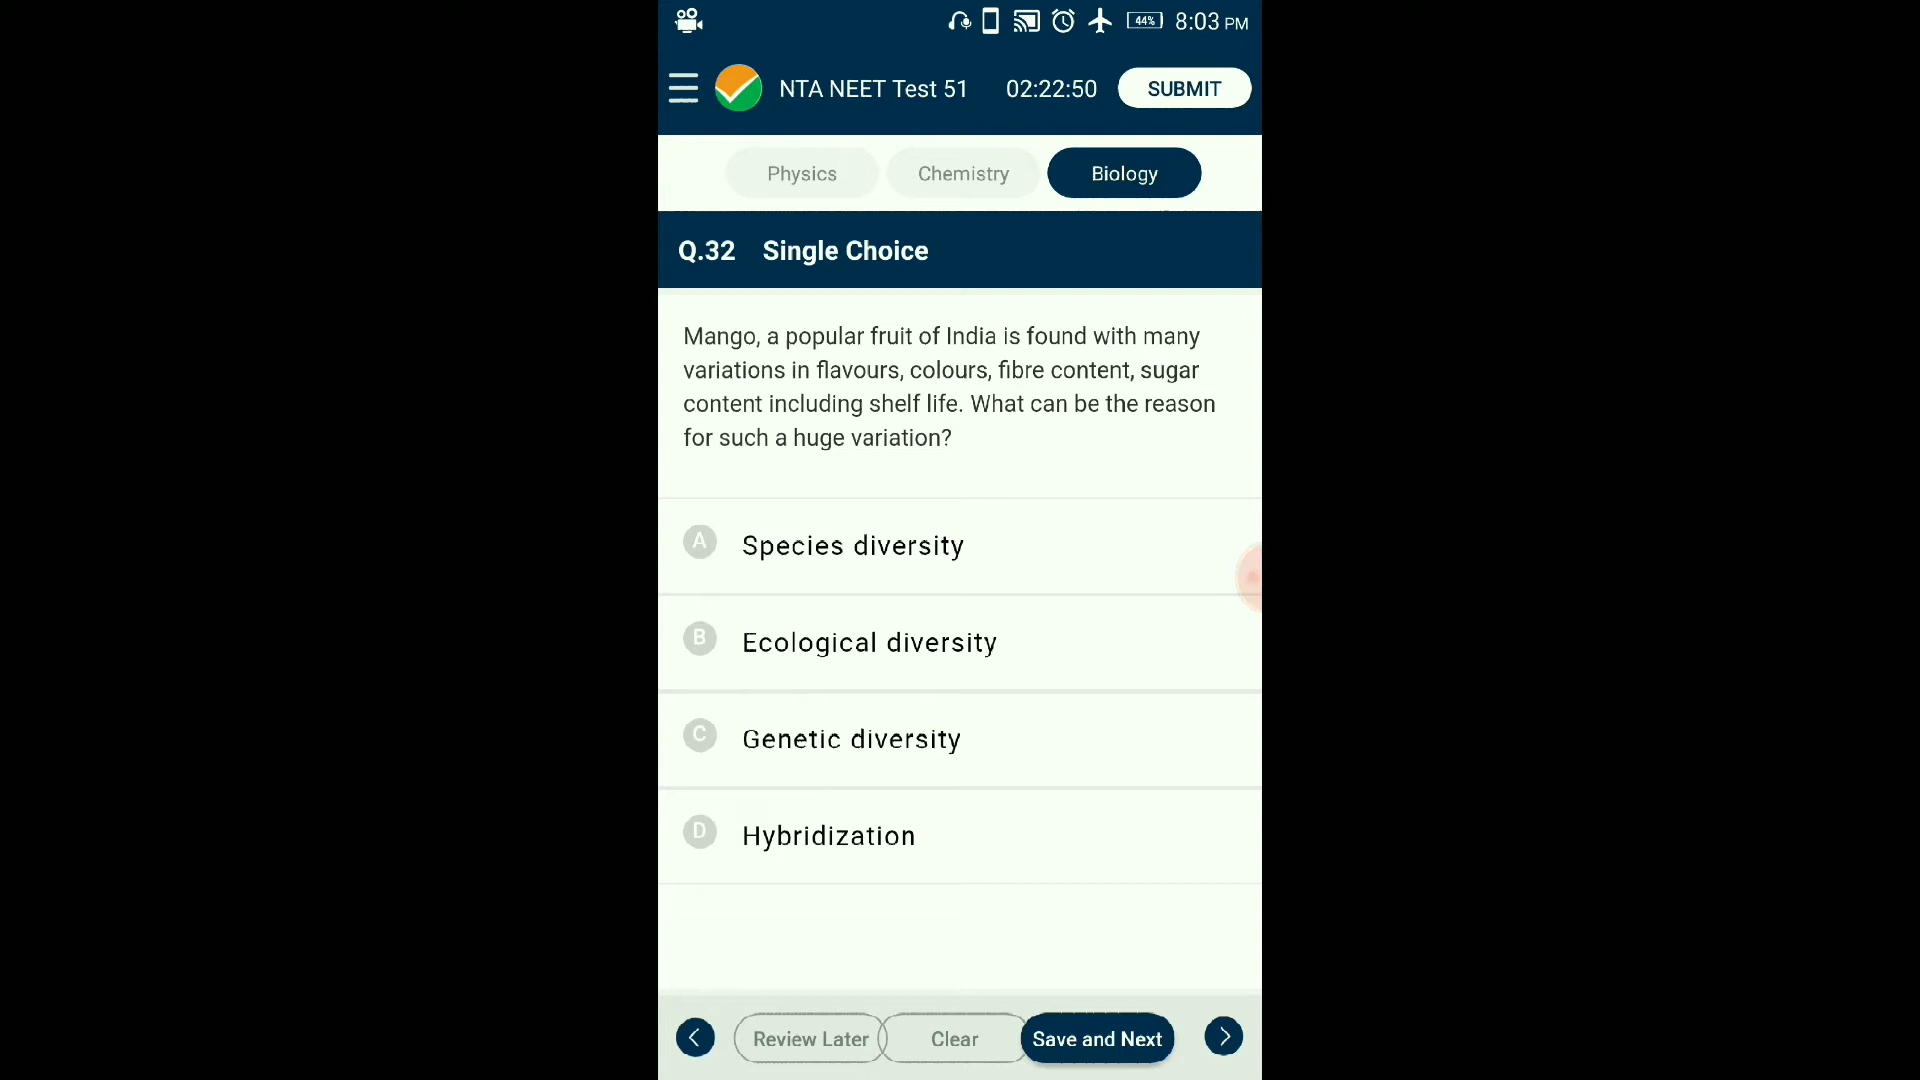 44% 8:03 PM
NTA NEET Test 51 02:22:50 SUBMIT
Physics Chemistry Biology
Q.32 Single Choice
Mango, a popular fruit of India is found with many
variations in flavours, colours, fibre content, sugar
content including shelf life. What can be the reason
for such a huge variation?
A Species diversity
B Ecological diversity
C Genetic diversity
D Hybridization
Review Later Clear Save and Next